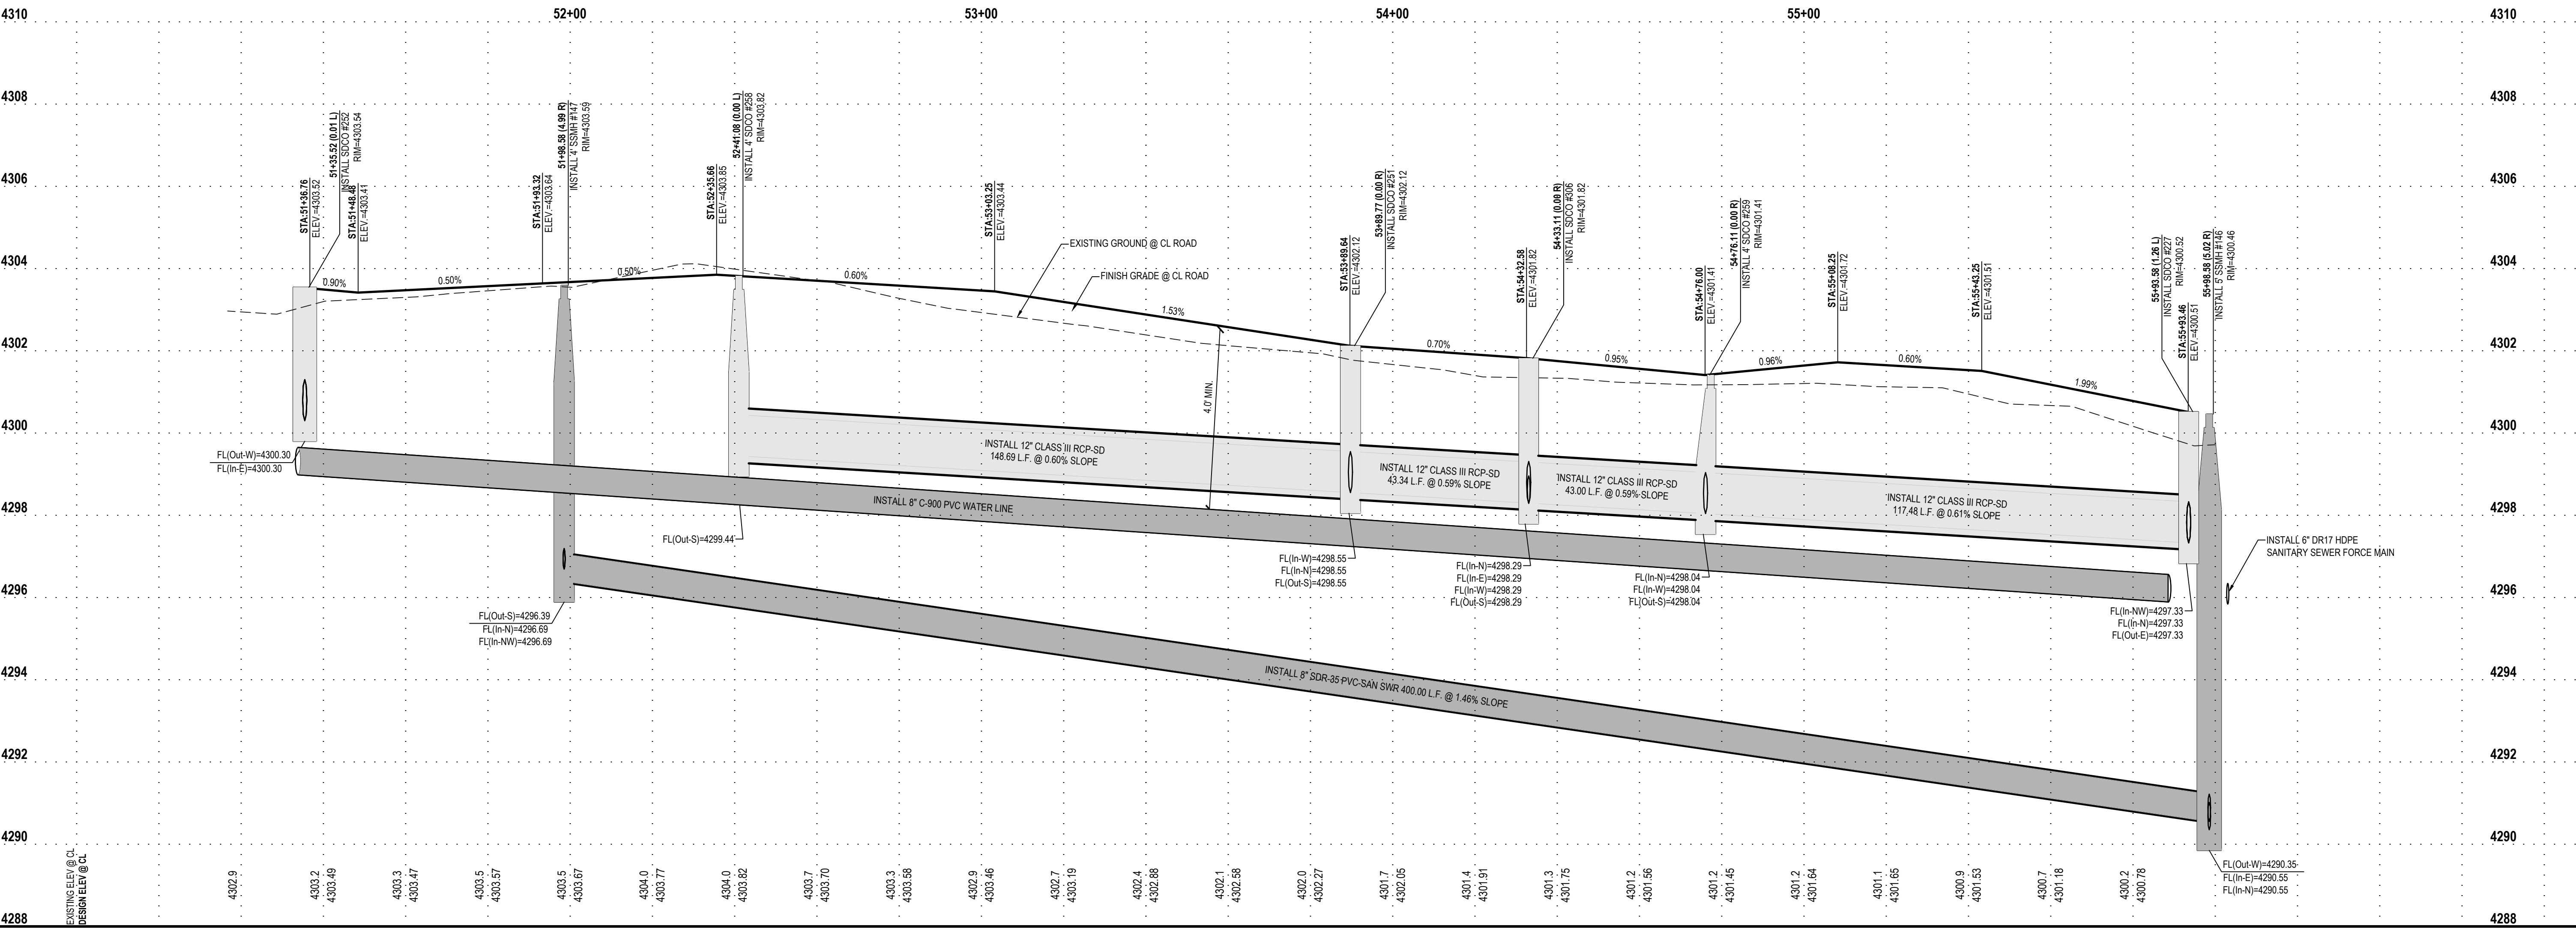 52+00
53+00
54+00
55+00
4310
4310
4308
4308
4306
4306
4304
4304
4302
4302
4300
4300
4298
4298
4296
4296
4294
4294
4292
4292
4290
4290
4288
4288
STA:51+36.76
ELEV.=4303.52
51+35.52 (0.01 L)
INSTALL SDCO #252
RIM=4303.54
STA:51+48.48
ELEV.=4303.41
STA:51+93.32
ELEV.=4303.64
51+98.58 (4.99 R)
INSTALL 4' SSMH #147
RIM=4303.59
STA:52+35.66
ELEV.=4303.85
52+41.08 (0.00 L)
INSTALL 4' SDCO #258
RIM=4303.82
STA:53+03.25
ELEV.=4303.44
STA:53+89.64
ELEV.=4302.12
53+89.77 (0.00 R)
INSTALL SDCO #251
RIM=4302.12
STA:54+32.58
ELEV.=4301.82
54+33.11 (0.00 R)
INSTALL SDCO #306
RIM=4301.82
STA:54+76.00
ELEV.=4301.41
54+76.11 (0.00 R)
INSTALL 4' SDCO #259
RIM=4301.41
STA:55+08.25
ELEV.=4301.72
STA:55+43.25
ELEV.=4301.51
55+93.58 (1.26 L)
INSTALL SDCO #227
RIM=4300.52
STA:55+93.46
ELEV.=4300.51
55+98.58 (5.02 R)
INSTALL 5' SSMH #146
RIM=4300.46
0.90%
0.50%
0.50%
0.60%
1.53%
0.70%
0.95%
0.96%
0.60%
1.99%
EXISTING GROUND @ CL ROAD
FINISH GRADE @ CL ROAD
4.0' MIN.
INSTALL 12" CLASS III RCP-SD
148.69 L.F. @ 0.60% SLOPE
INSTALL 12" CLASS III RCP-SD
43.34 L.F. @ 0.59% SLOPE
INSTALL 12" CLASS III RCP-SD
43.00 L.F. @ 0.59% SLOPE
INSTALL 12" CLASS III RCP-SD
117.48 L.F. @ 0.61% SLOPE
INSTALL 8" C-900 PVC WATER LINE
INSTALL 8" SDR-35 PVC-SAN SWR 400.00 L.F. @ 1.46% SLOPE
INSTALL 6" DR17 HDPE
SANITARY SEWER FORCE MAIN
FL(Out-W)=4300.30
FL(In-E)=4300.30
FL(Out-S)=4296.39
FL(In-N)=4296.69
FL(In-NW)=4296.69
FL(Out-S)=4299.44
FL(In-W)=4298.55
FL(In-N)=4298.55
FL(Out-S)=4298.55
FL(In-N)=4298.29
FL(In-E)=4298.29
FL(In-W)=4298.29
FL(Out-S)=4298.29
FL(In-N)=4298.04
FL(In-W)=4298.04
FL(Out-S)=4298.04
FL(In-NW)=4297.33
FL(In-N)=4297.33
FL(Out-E)=4297.33
FL(Out-W)=4290.35
FL(In-E)=4290.55
FL(In-N)=4290.55
EXISTING ELEV @ CL
DESIGN ELEV @ CL
4302.9
4303.2
4303.49
4303.3
4303.47
4303.5
4303.57
4303.5
4303.67
4304.0
4303.77
4304.0
4303.82
4303.7
4303.70
4303.3
4303.58
4302.9
4303.46
4302.7
4303.19
4302.4
4302.88
4302.1
4302.58
4302.0
4302.27
4301.7
4302.05
4301.4
4301.91
4301.3
4301.75
4301.2
4301.56
4301.2
4301.45
4301.2
4301.64
4301.1
4301.65
4300.9
4301.53
4300.7
4301.18
4300.2
4300.78